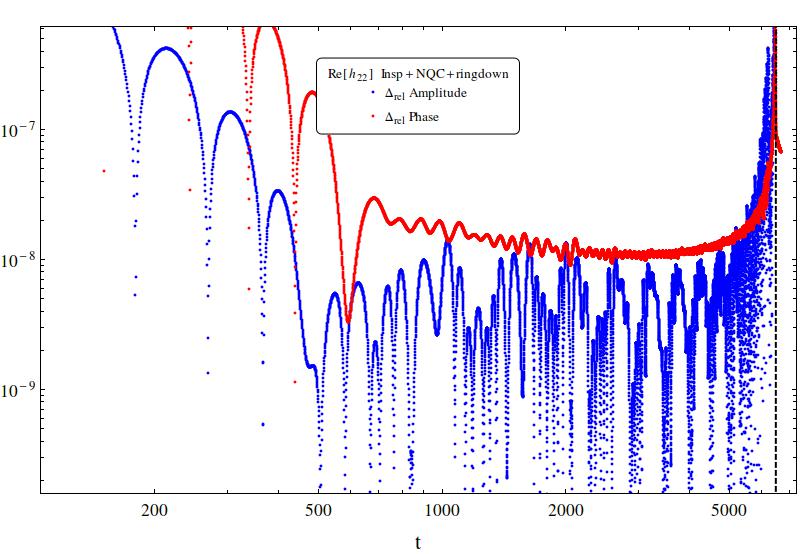 Re[h₂₂] Insp+NQC+ringdown
Δrel Amplitude
Δrel Phase
10⁻⁷
10⁻⁸
10⁻⁹
200 500 1000 2000 5000
t